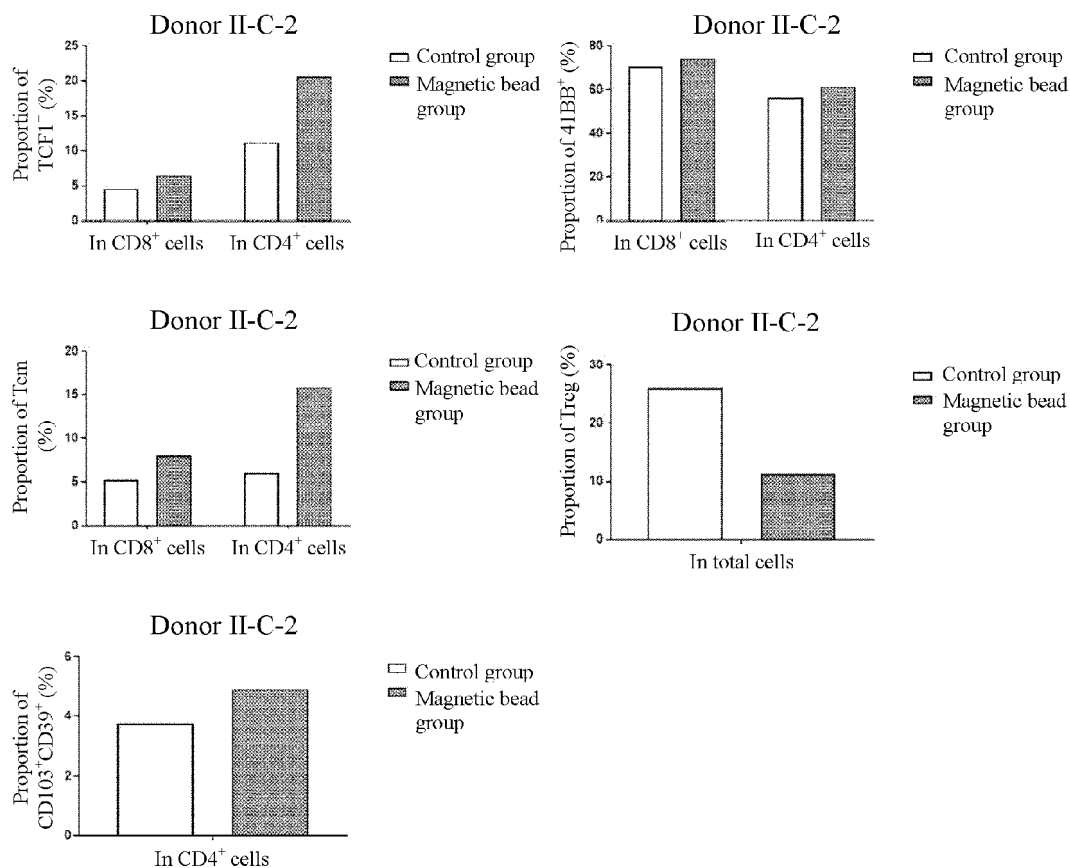 Donor II-C-2
Proportion of
TCF1⁻ (%)
25
20
15
10
5
0
In CD8⁺ cells
In CD4⁺ cells
Control group
Magnetic bead
group
Donor II-C-2
Proportion of 41BB⁺ (%)
80
60
40
20
0
In CD8⁺ cells
In CD4⁺ cells
Control group
Magnetic bead
group
Donor II-C-2
Proportion of Tcm
(%)
20
15
10
5
0
In CD8⁺ cells
In CD4⁺ cells
Control group
Magnetic bead
group
Donor II-C-2
Proportion of Treg (%)
30
20
10
0
In total cells
Control group
Magnetic bead
group
Donor II-C-2
Proportion of
CD103⁺CD39⁺ (%)
6
4
2
0
In CD4⁺ cells
Control group
Magnetic bead
group